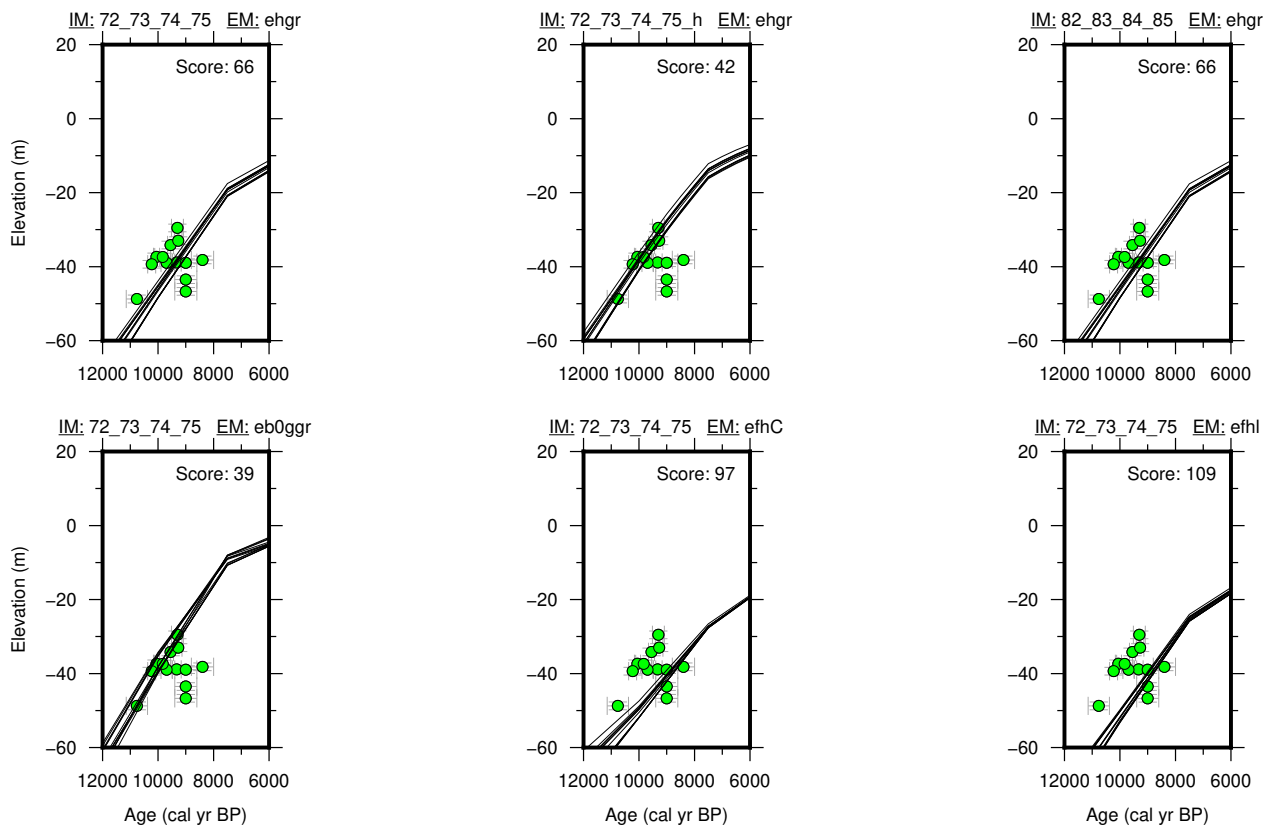 IM: 72_73_74_75 EM: ehgr
IM: 72_73_74_75_h EM: ehgr
IM: 82_83_84_85 EM: ehgr
20
0
−20
−40
−60
Elevation (m)
Score: 66
12000 10000 8000 6000
20
0
−20
−40
−60
Score: 42
12000 10000 8000 6000
20
0
−20
−40
−60
Score: 66
12000 10000 8000 6000
IM: 72_73_74_75 EM: eb0ggr
IM: 72_73_74_75 EM: efhC
IM: 72_73_74_75 EM: efhl
20
0
−20
−40
−60
Elevation (m)
Score: 39
12000 10000 8000 6000
Age (cal yr BP)
20
0
−20
−40
−60
Score: 97
12000 10000 8000 6000
Age (cal yr BP)
20
0
−20
−40
−60
Score: 109
12000 10000 8000 6000
Age (cal yr BP)